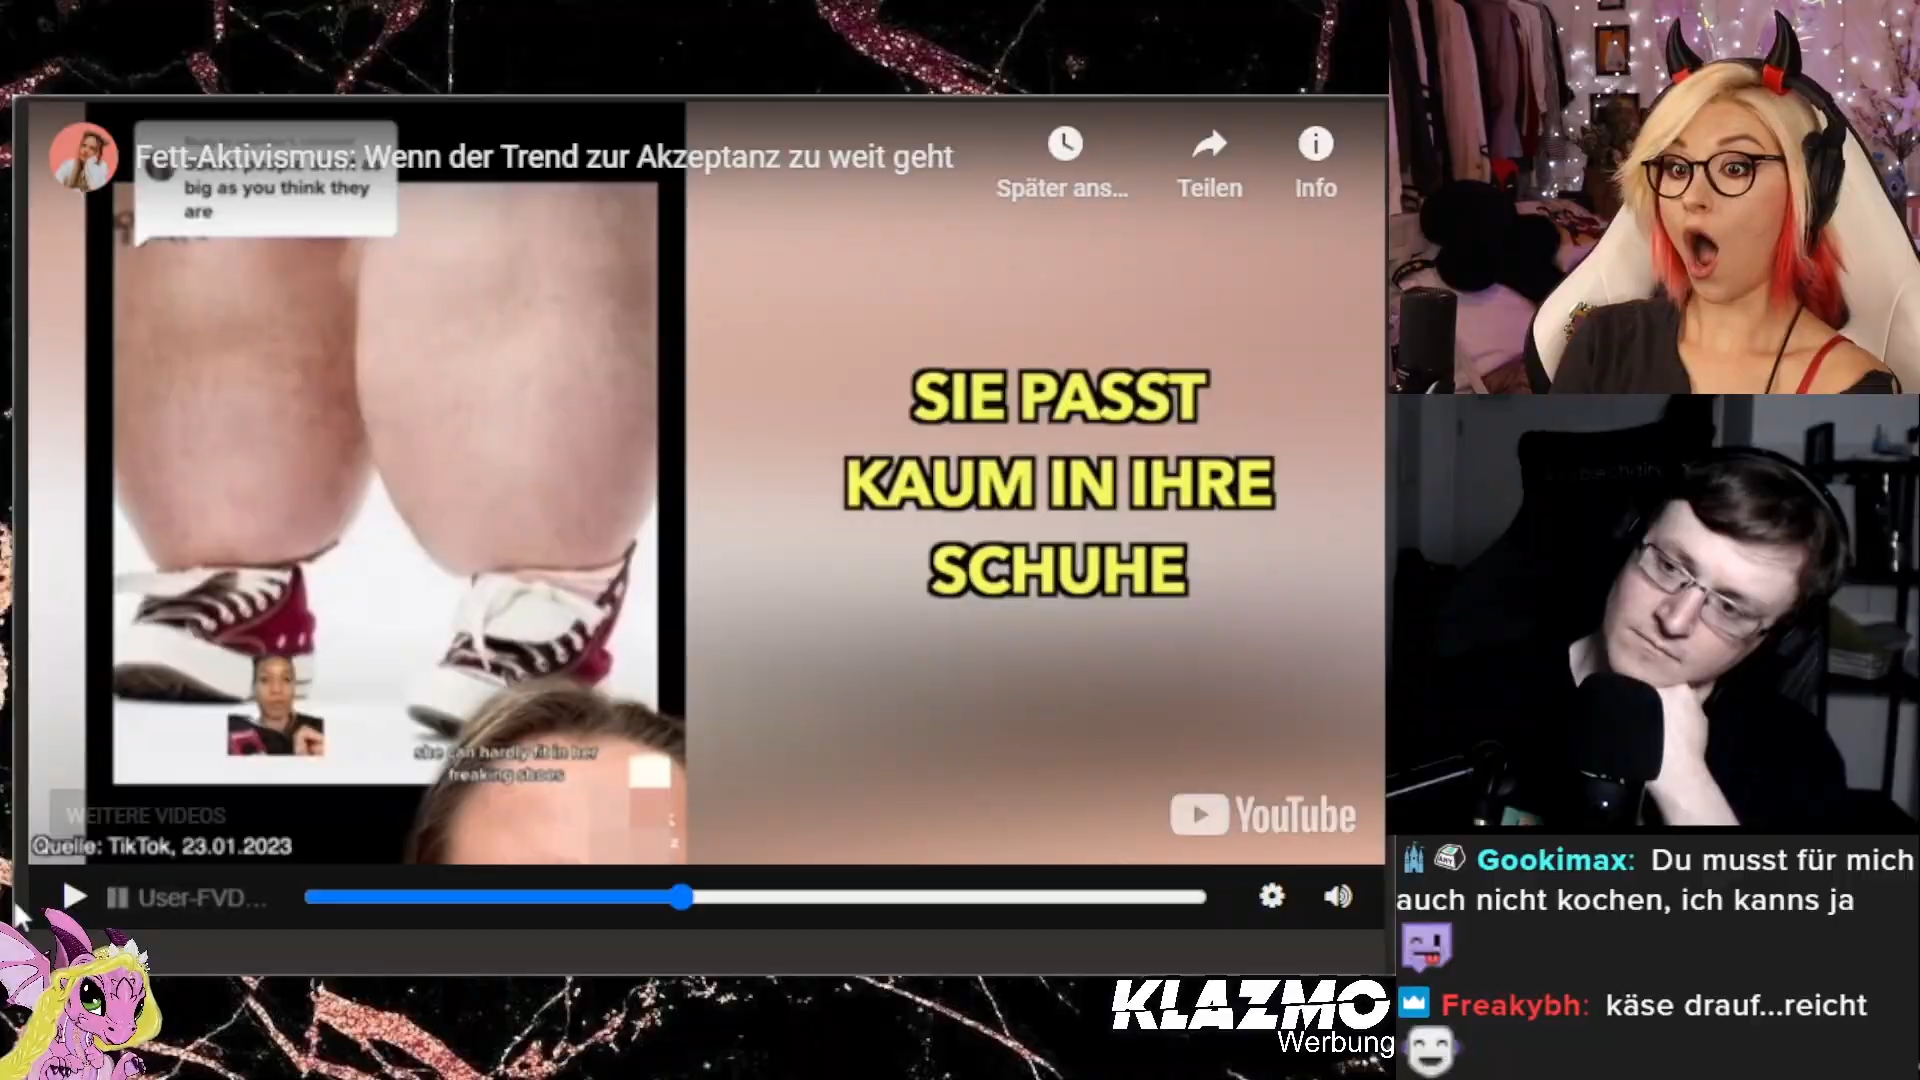 Fett-Aktivismus: Wenn der Trend zur Akzeptanz zu weit geht
big as you think they
are
Später ans...
Teilen
Info
SIE PASST
KAUM IN IHRE
SCHUHE
she can hardly fit in her
freaking shoes
WEITERE VIDEOS
Quelle: TikTok, 23.01.2023
YouTube
User-FVD...
KLAZMO
Werbung
Gookimax: Du musst für mich
auch nicht kochen, ich kanns ja
Freakybh: käse drauf...reicht